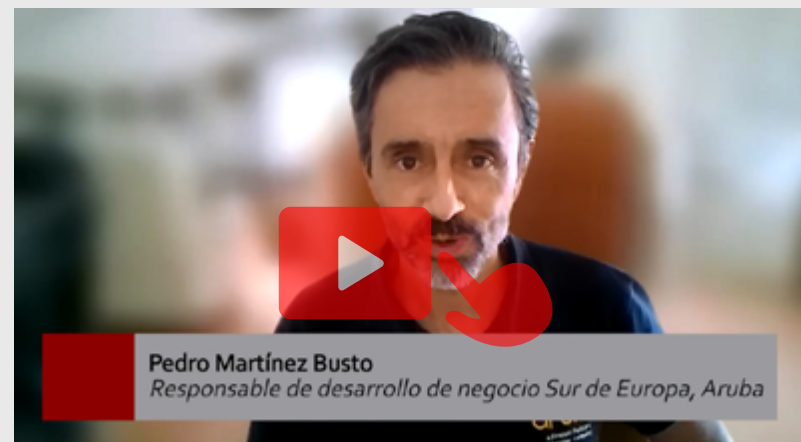 Pedro Martínez Busto
Responsable de desarrollo de negocio Sur de Europa, Aruba